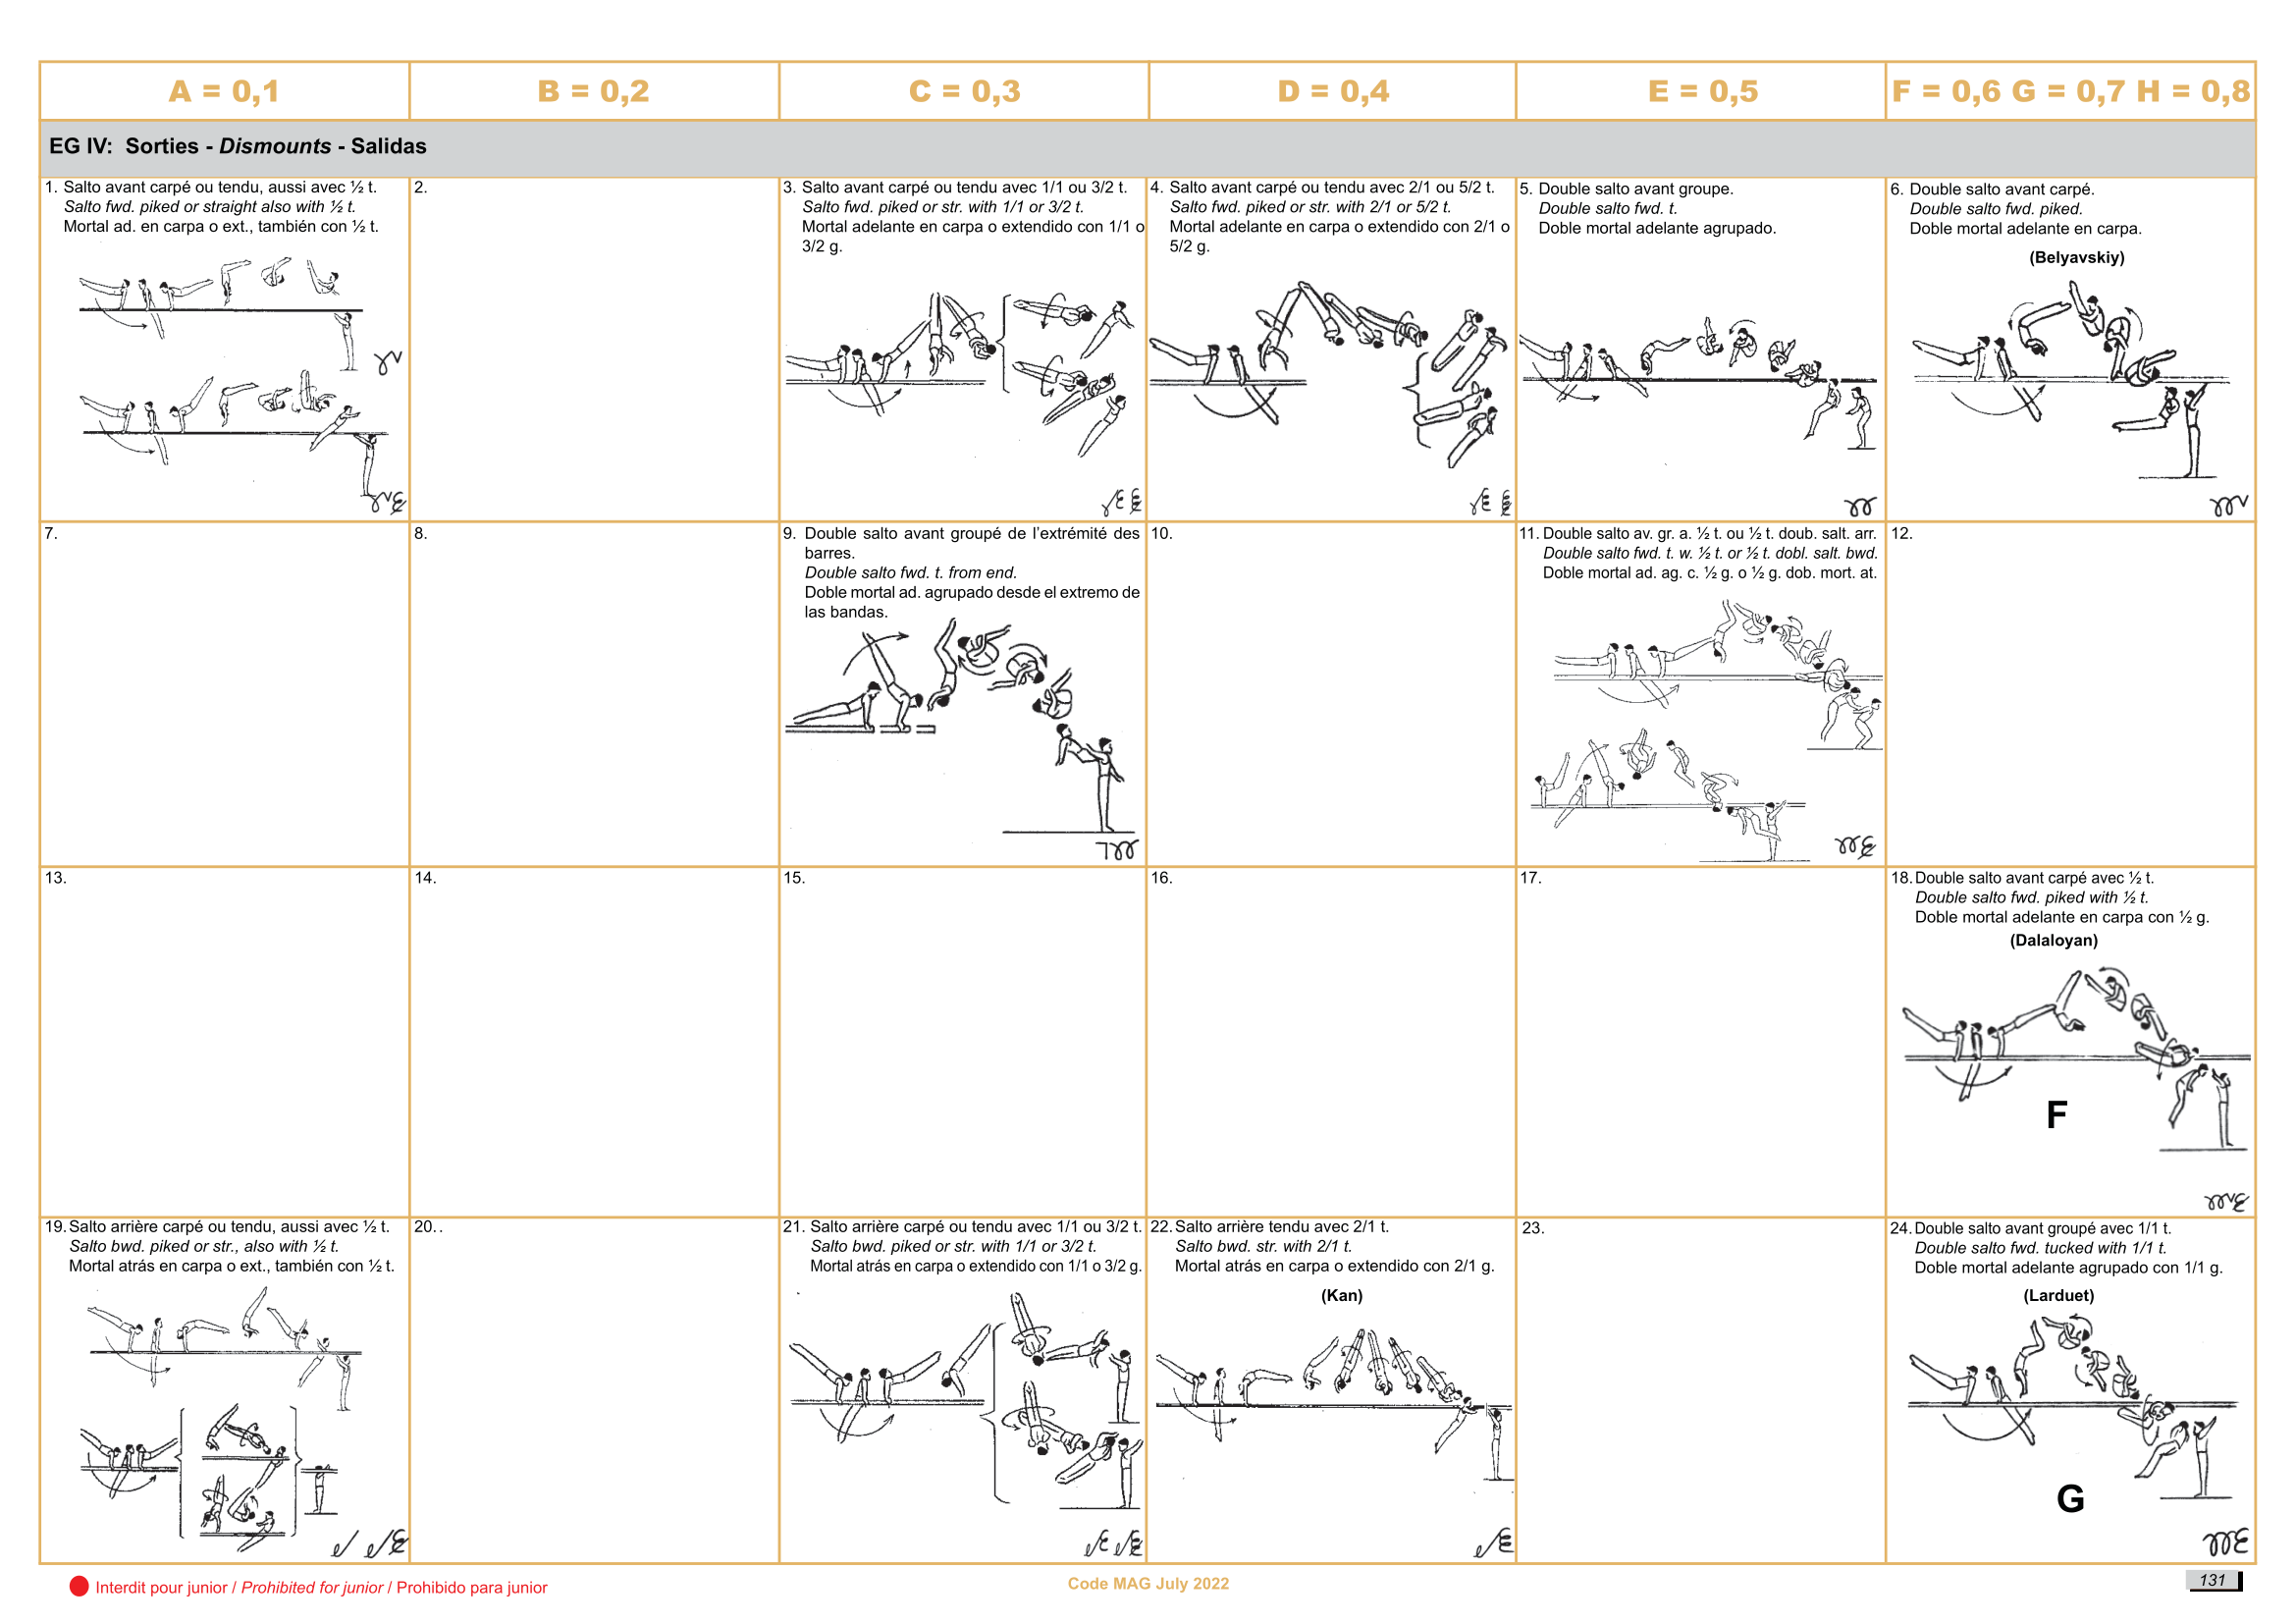 A = 0,1
B = 0,2
C = 0,3
D = 0,4
E = 0,5
F = 0,6 G = 0,7 H = 0,8
EG IV: Sorties - Dismounts - Salidas
1. Salto avant carpé ou tendu, aussi avec ½ t.
Salto fwd. piked or straight also with ½ t.
Mortal ad. en carpa o ext., también con ½ t.
2.
3. Salto avant carpé ou tendu avec 1/1 ou 3/2 t.
Salto fwd. piked or str. with 1/1 or 3/2 t.
Mortal adelante en carpa o extendido con 1/1 o
3/2 g.
4. Salto avant carpé ou tendu avec 2/1 ou 5/2 t.
Salto fwd. piked or str. with 2/1 or 5/2 t.
Mortal adelante en carpa o extendido con 2/1 o
5/2 g.
5. Double salto avant groupe.
Double salto fwd. t.
Doble mortal adelante agrupado.
6. Double salto avant carpé.
Double salto fwd. piked.
Doble mortal adelante en carpa.
(Belyavskiy)
7.
8.
9. Double salto avant groupé de l'extrémité des
barres.
Double salto fwd. t. from end.
Doble mortal ad. agrupado desde el extremo de
las bandas.
10.
11. Double salto av. gr. a. ½ t. ou ½ t. doub. salt. arr.
Double salto fwd. t. w. ½ t. or ½ t. dobl. salt. bwd.
Doble mortal ad. ag. c. ½ g. o ½ g. dob. mort. at.
12.
13.
14.
15.
16.
17.
18. Double salto avant carpé avec ½ t.
Double salto fwd. piked with ½ t.
Doble mortal adelante en carpa con ½ g.
(Dalaloyan)
F
19. Salto arrière carpé ou tendu, aussi avec ½ t.
Salto bwd. piked or str., also with ½ t.
Mortal atrás en carpa o ext., también con ½ t.
20. .
21. Salto arrière carpé ou tendu avec 1/1 ou 3/2 t.
Salto bwd. piked or str. with 1/1 or 3/2 t.
Mortal atrás en carpa o extendido con 1/1 o 3/2 g.
22. Salto arrière tendu avec 2/1 t.
Salto bwd. str. with 2/1 t.
Mortal atrás en carpa o extendido con 2/1 g.
(Kan)
23.
24. Double salto avant groupé avec 1/1 t.
Double salto fwd. tucked with 1/1 t.
Doble mortal adelante agrupado con 1/1 g.
(Larduet)
G
Interdit pour junior / Prohibited for junior / Prohibido para junior
Code MAG July 2022
131